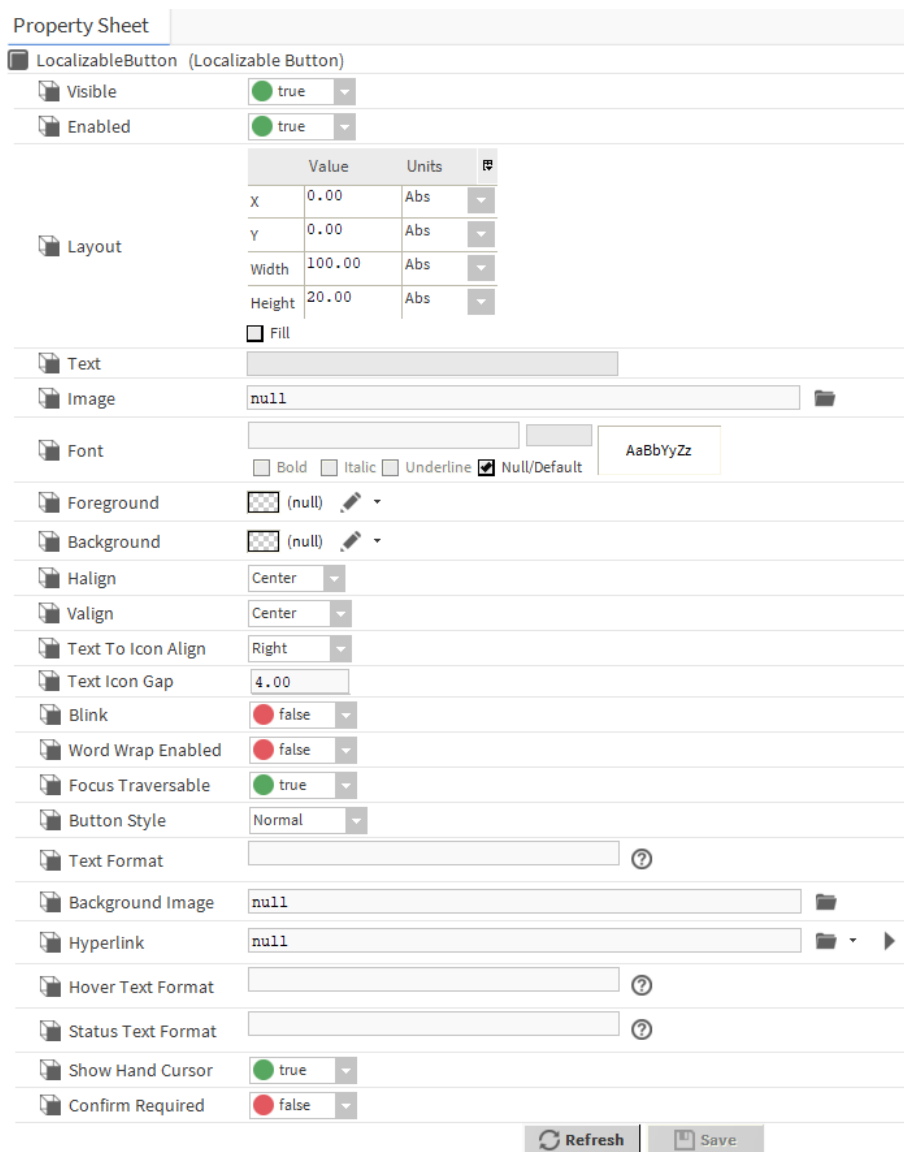 Property Sheet
LocalizableButton (Localizable Button)
Visible true
Enabled true
Value Units
X 0.00 Abs
Y 0.00 Abs
Layout
Width 100.00 Abs
Height 20.00 Abs
Fill
Text
Image null
Font AaBbYyZz
Bold Italic Underline Null/Default
Foreground (null)
Background (null)
Halign Center
Valign Center
Text To Icon Align Right
Text Icon Gap 4.00
Blink false
Word Wrap Enabled false
Focus Traversable true
Button Style Normal
Text Format
Background Image null
Hyperlink null
Hover Text Format
Status Text Format
Show Hand Cursor true
Confirm Required false
Refresh Save